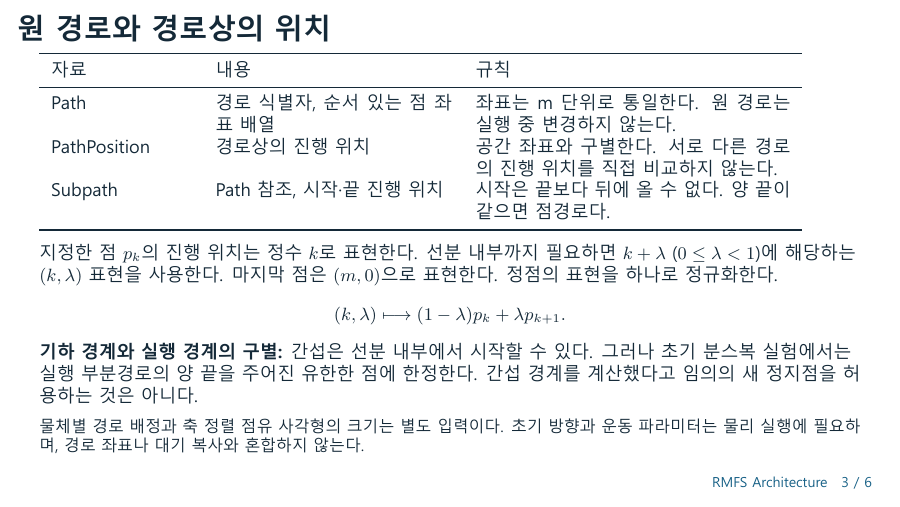 원 경로와 경로상의 위치
자료 내용 규칙
Path 경로 식별자, 순서 있는 점 좌표 배열 좌표는 m 단위로 통일한다. 원 경로는 실행 중 변경하지 않는다.
PathPosition 경로상의 진행 위치 공간 좌표와 구별한다. 서로 다른 경로의 진행 위치를 직접 비교하지 않는다.
Subpath Path 참조, 시작·끝 진행 위치 시작은 끝보다 뒤에 올 수 없다. 양 끝이 같으면 점경로다.
지정한 점 p_k의 진행 위치는 정수 k로 표현한다. 선분 내부까지 필요하면 k + λ (0 ≤ λ < 1)에 해당하는
(k, λ) 표현을 사용한다. 마지막 점은 (m, 0)으로 표현한다. 정점의 표현을 하나로 정규화한다.
(k, λ) ⟼ (1 − λ)p_k + λp_{k+1}.
기하 경계와 실행 경계의 구별: 간섭은 선분 내부에서 시작할 수 있다. 그러나 초기 분스복 실험에서는
실행 부분경로의 양 끝을 주어진 유한한 점에 한정한다. 간섭 경계를 계산했다고 임의의 새 정지점을 허
용하는 것은 아니다.
물체별 경로 배정과 축 정렬 점유 사각형의 크기는 별도 입력이다. 초기 방향과 운동 파라미터는 물리 실행에 필요하
며, 경로 좌표나 대기 복사와 혼합하지 않는다.
RMFS Architecture 3 / 6